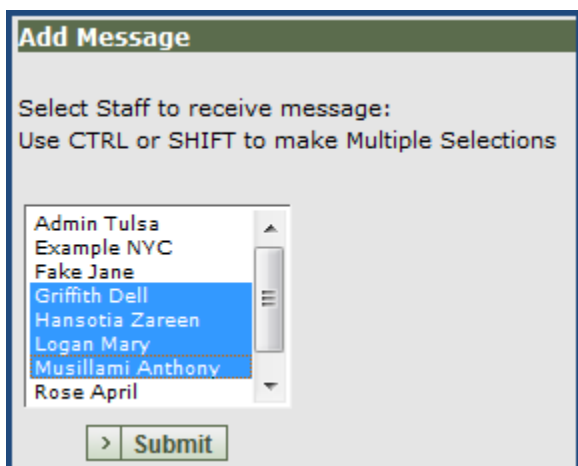 Add Message
Select Staff to receive message:
Use CTRL or SHIFT to make Multiple Selections
Admin Tulsa
Example NYC
Fake Jane
Griffith Dell
Hansotia Zareen
Logan Mary
Musillami Anthony
Rose April
> Submit